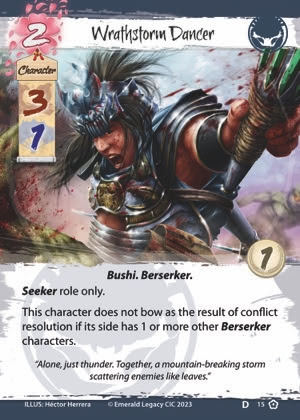 2
Wrathstorm Dancer
Character
3
1
1
Bushi. Berserker.
Seeker role only.
This character does not bow as the result of conflict
resolution if its side has 1 or more other Berserker
characters.
"Alone, just thunder. Together, a mountain-breaking storm
scattering enemies like leaves."
ILLUS: Héctor Herrera © Emerald Legacy CIC 2023 D 15